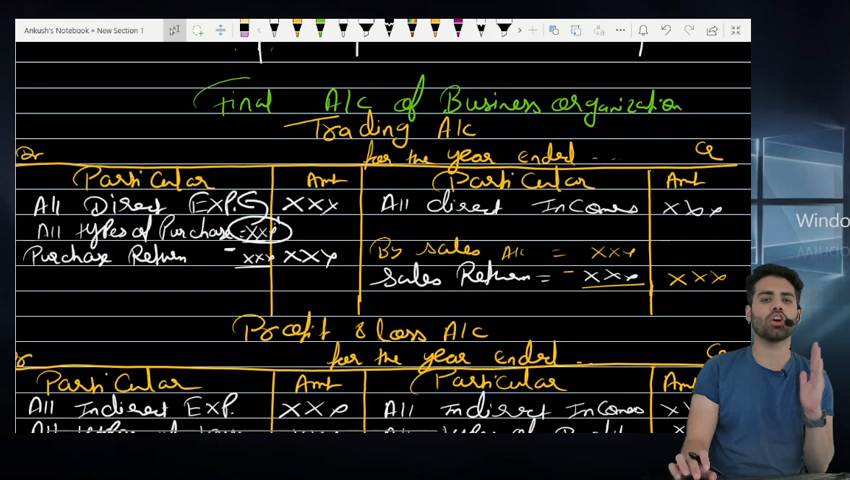 Ankush's Notebook » New Section 1
Final A/C of Business organization
Trading A/C
for the year ended ...
Dr Cr
Particular Amt Particular Amt
All Direct EXP.S XXX All direct Incomes XXX
All types of Purchase = XXX
Purchase Return - XXX XXX By sales A/c = XXX
Sales Return = - XXX XXX
Profit & loss A/C
for the year ended ...
Cr
Particular Amt Particular Amt
All Indirect EXP. XXX All Indirect Incomes
Windo